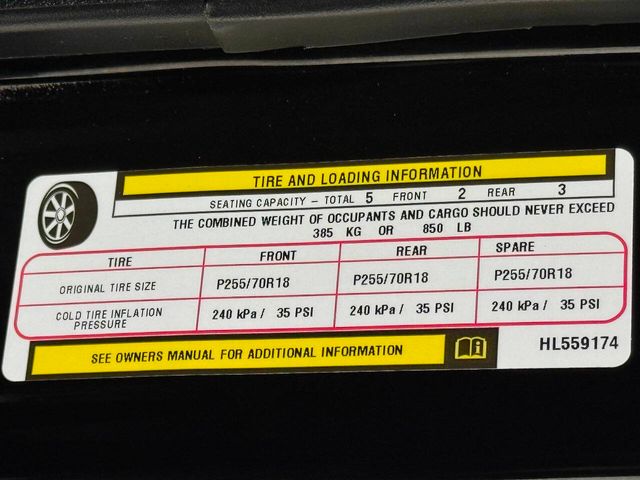 TIRE AND LOADING INFORMATION
SEATING CAPACITY – TOTAL 5 FRONT 2 REAR 3
THE COMBINED WEIGHT OF OCCUPANTS AND CARGO SHOULD NEVER EXCEED
385 KG OR 850 LB
TIRE FRONT REAR SPARE
ORIGINAL TIRE SIZE P255/70R18 P255/70R18 P255/70R18
COLD TIRE INFLATION PRESSURE 240 kPa / 35 PSI 240 kPa / 35 PSI 240 kPa / 35 PSI
SEE OWNERS MANUAL FOR ADDITIONAL INFORMATION
HL559174